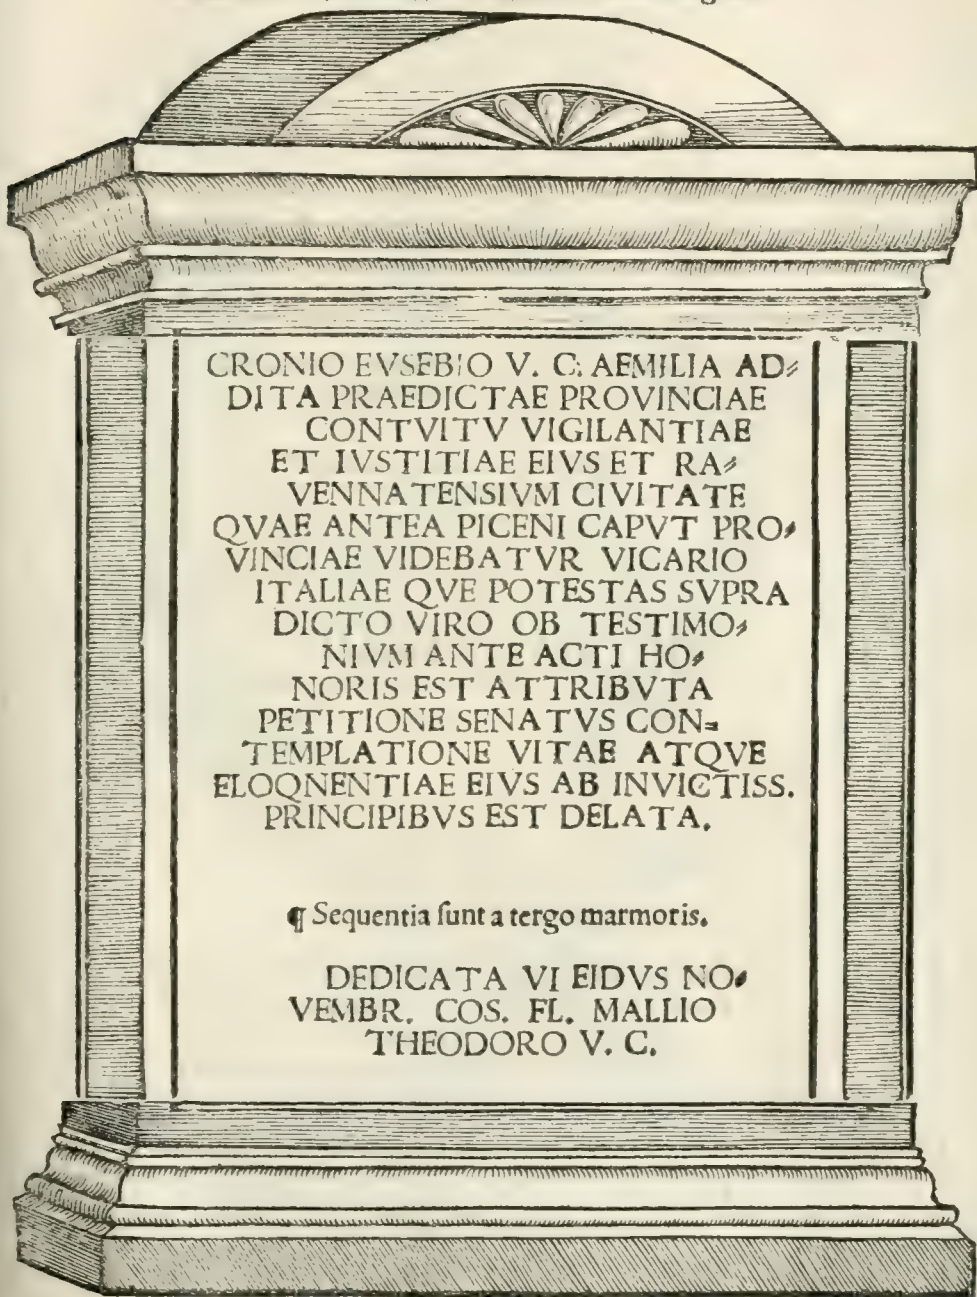 CRONIO EVSEBIO V. C. AEMILIA AD⸗
DITA PRAEDICTAE PROVINCIAE
CONTVITV VIGILANTIAE
ET IVSTITIAE EIVS ET RA⸗
VENNATENSIVM CIVITATE
QVAE ANTEA PICENI CAPVT PRO⸗
VINCIAE VIDEBATVR VICARIO
ITALIAE QVE POTESTAS SVPRA
DICTO VIRO OB TESTIMO⸗
NIVM ANTE ACTI HO⸗
NORIS EST ATTRIBVTA
PETITIONE SENATVS CON⸗
TEMPLATIONE VITAE ATQVE
ELOQNENTIAE EIVS AB INVICTISS.
PRINCIPIBVS EST DELATA.
¶ Sequentia ſunt a tergo marmoris.
DEDICATA VI EIDVS NO⸗
VEMBR. COS. FL. MALLIO
THEODORO V. C.